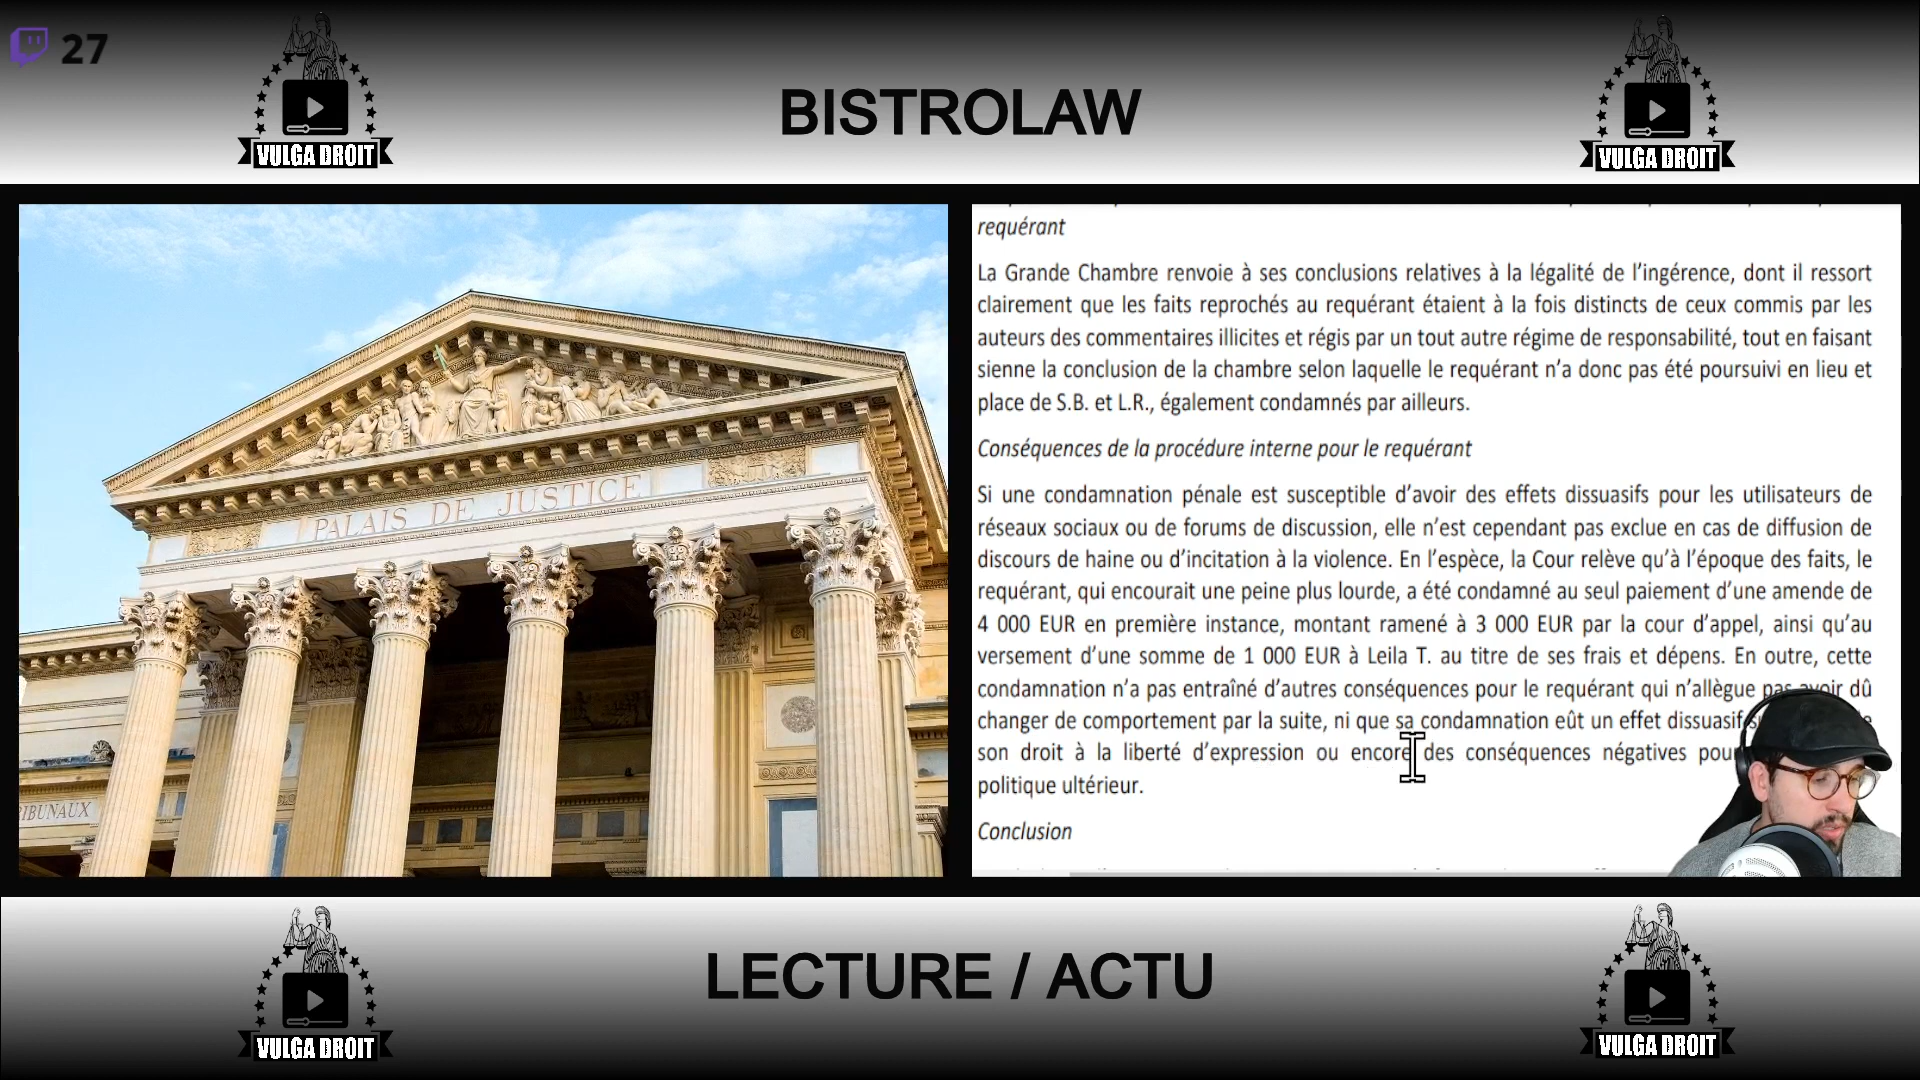 27
BISTROLAW
VULGA DROIT
VULGA DROIT
PALAIS DE JUSTICE
requérant
La Grande Chambre renvoie à ses conclusions relatives à la légalité de l’ingérence, dont il ressort
clairement que les faits reprochés au requérant étaient à la fois distincts de ceux commis par les
auteurs des commentaires illicites et régis par un tout autre régime de responsabilité, tout en faisant
sienne la conclusion de la chambre selon laquelle le requérant n’a donc pas été poursuivi en lieu et
place de S.B. et L.R., également condamnés par ailleurs.
Conséquences de la procédure interne pour le requérant
Si une condamnation pénale est susceptible d’avoir des effets dissuasifs pour les utilisateurs de
réseaux sociaux ou de forums de discussion, elle n’est cependant pas exclue en cas de diffusion de
discours de haine ou d’incitation à la violence. En l’espèce, la Cour relève qu’à l’époque des faits, le
requérant, qui encourait une peine plus lourde, a été condamné au seul paiement d’une amende de
4 000 EUR en première instance, montant ramené à 3 000 EUR par la cour d’appel, ainsi qu’au
versement d’une somme de 1 000 EUR à Leila T. au titre de ses frais et dépens. En outre, cette
condamnation n’a pas entraîné d’autres conséquences pour le requérant qui n’allègue pas avoir dû
changer de comportement par la suite, ni que sa condamnation eût un effet dissuasif
son droit à la liberté d’expression ou encore des conséquences négatives pour
politique ultérieur.
Conclusion
LECTURE / ACTU
VULGA DROIT
VULGA DROIT